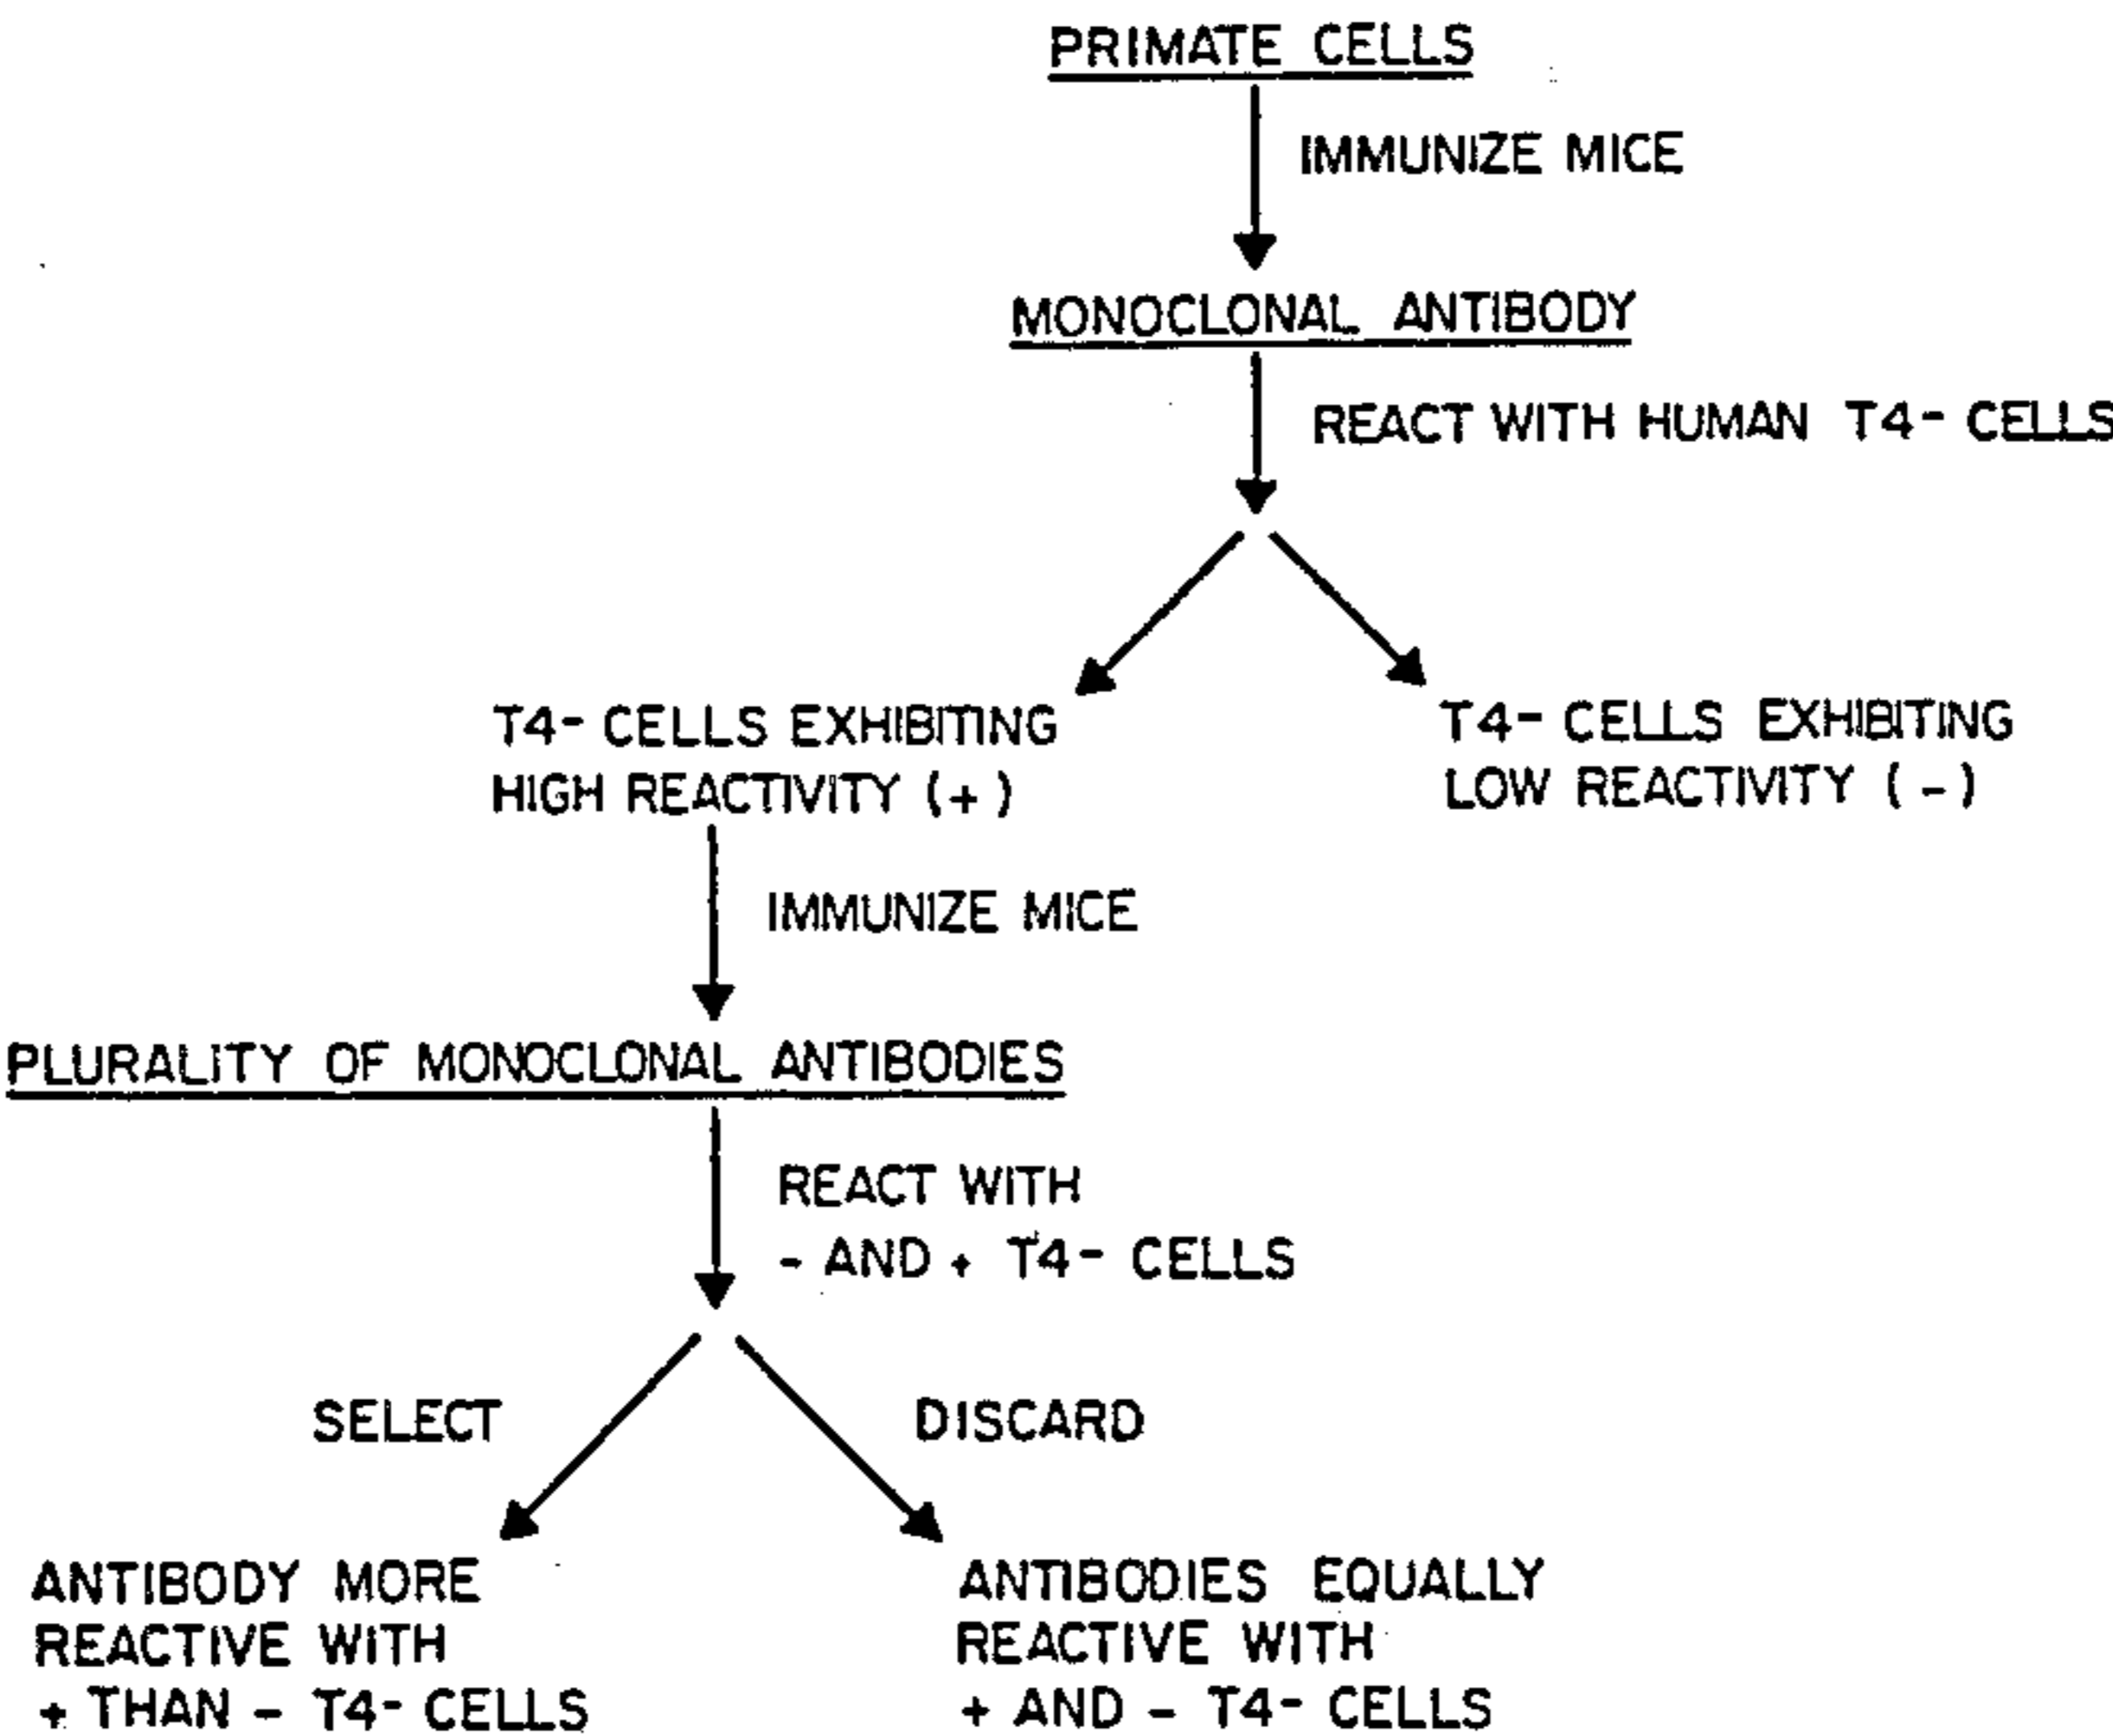 PRIMATE CELLS
IMMUNIZE MICE
MONOCLONAL ANTIBODY
REACT WITH HUMAN T4- CELLS
T4- CELLS EXHIBITING
HIGH REACTIVITY (+)
T4- CELLS EXHIBITING
LOW REACTIVITY (-)
IMMUNIZE MICE
PLURALITY OF MONOCLONAL ANTIBODIES
REACT WITH
- AND + T4- CELLS
SELECT
DISCARD
ANTIBODY MORE
REACTIVE WITH
+ THAN - T4- CELLS
ANTIBODIES EQUALLY
REACTIVE WITH
+ AND - T4- CELLS